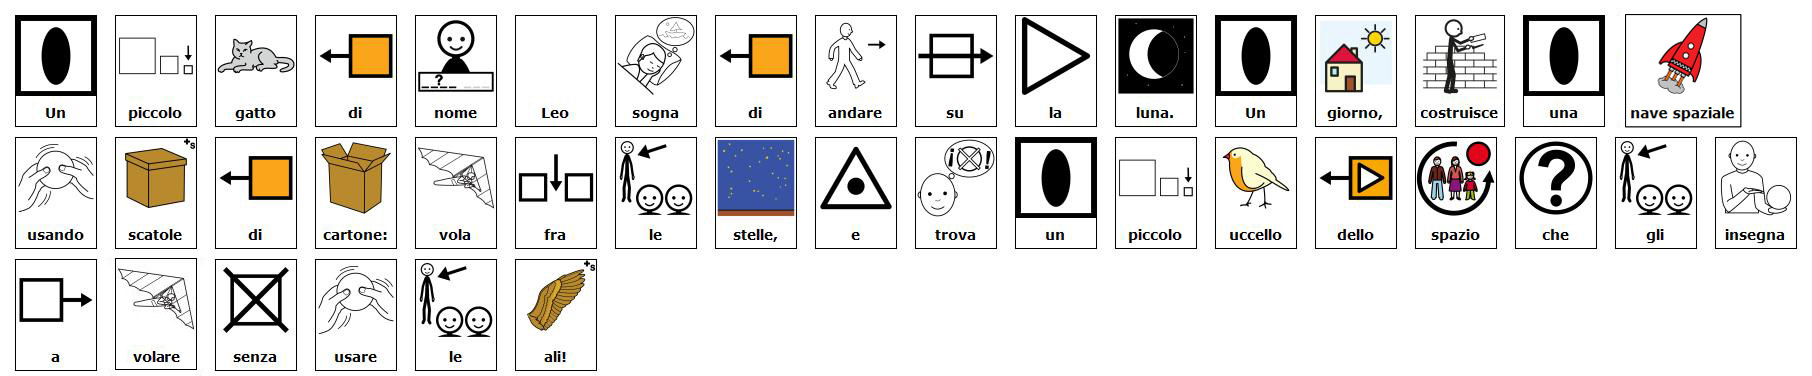 Un piccolo gatto di nome Leo sogna di andare su la luna. Un giorno, costruisce una nave spaziale
usando scatole di cartone: vola fra le stelle, e trova un piccolo uccello dello spazio che gli insegna
a volare senza usare le ali!